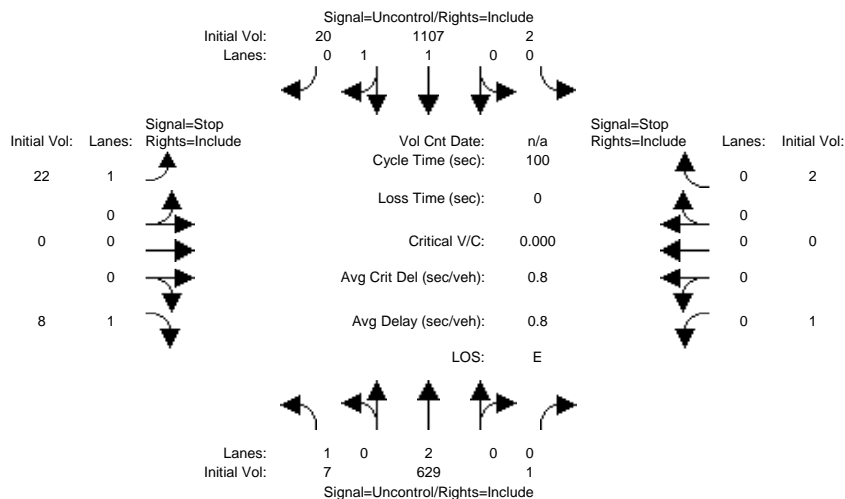 Signal=Uncontrol/Rights=Include
Initial Vol: 20 1107 2
Lanes: 0 1 1 0 0
Signal=Stop
Initial Vol: Lanes: Rights=Include
Vol Cnt Date: n/a
Signal=Stop
Rights=Include Lanes: Initial Vol:
Cycle Time (sec): 100
22 1
0 2
Loss Time (sec): 0
0
0
0 0
Critical V/C: 0.000
0 0
0
Avg Crit Del (sec/veh): 0.8
0
8 1
Avg Delay (sec/veh): 0.8
0 1
LOS: E
Lanes: 1 0 2 0 0
Initial Vol: 7 629 1
Signal=Uncontrol/Rights=Include